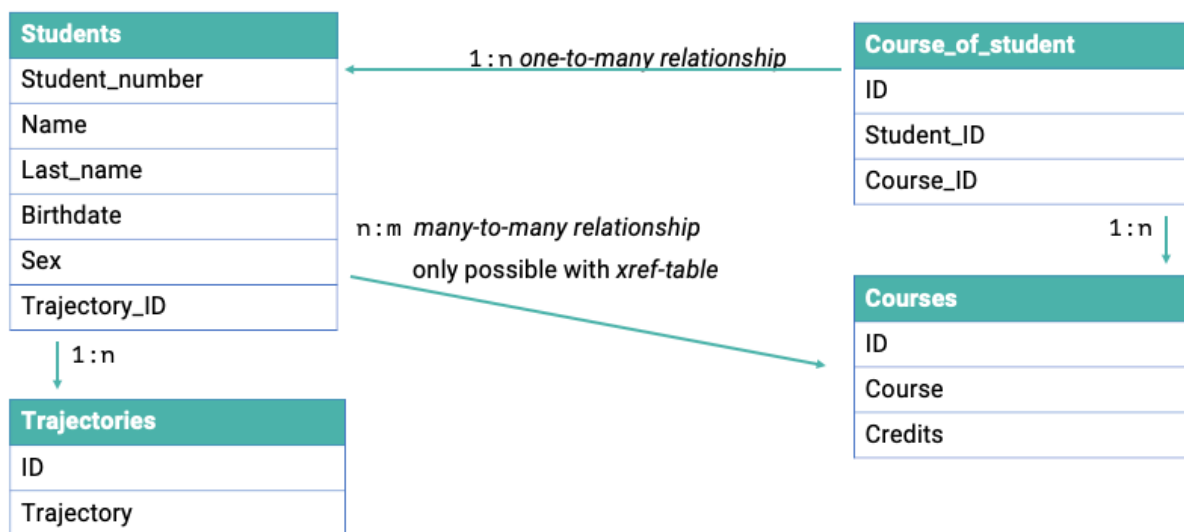 Students
Student_number
Name
Last_name
Birthdate
Sex
Trajectory_ID
1:n
Trajectories
ID
Trajectory
1:n one-to-many relationship
n:m many-to-many relationship
only possible with xref-table
Course_of_student
ID
Student_ID
Course_ID
1:n
Courses
ID
Course
Credits